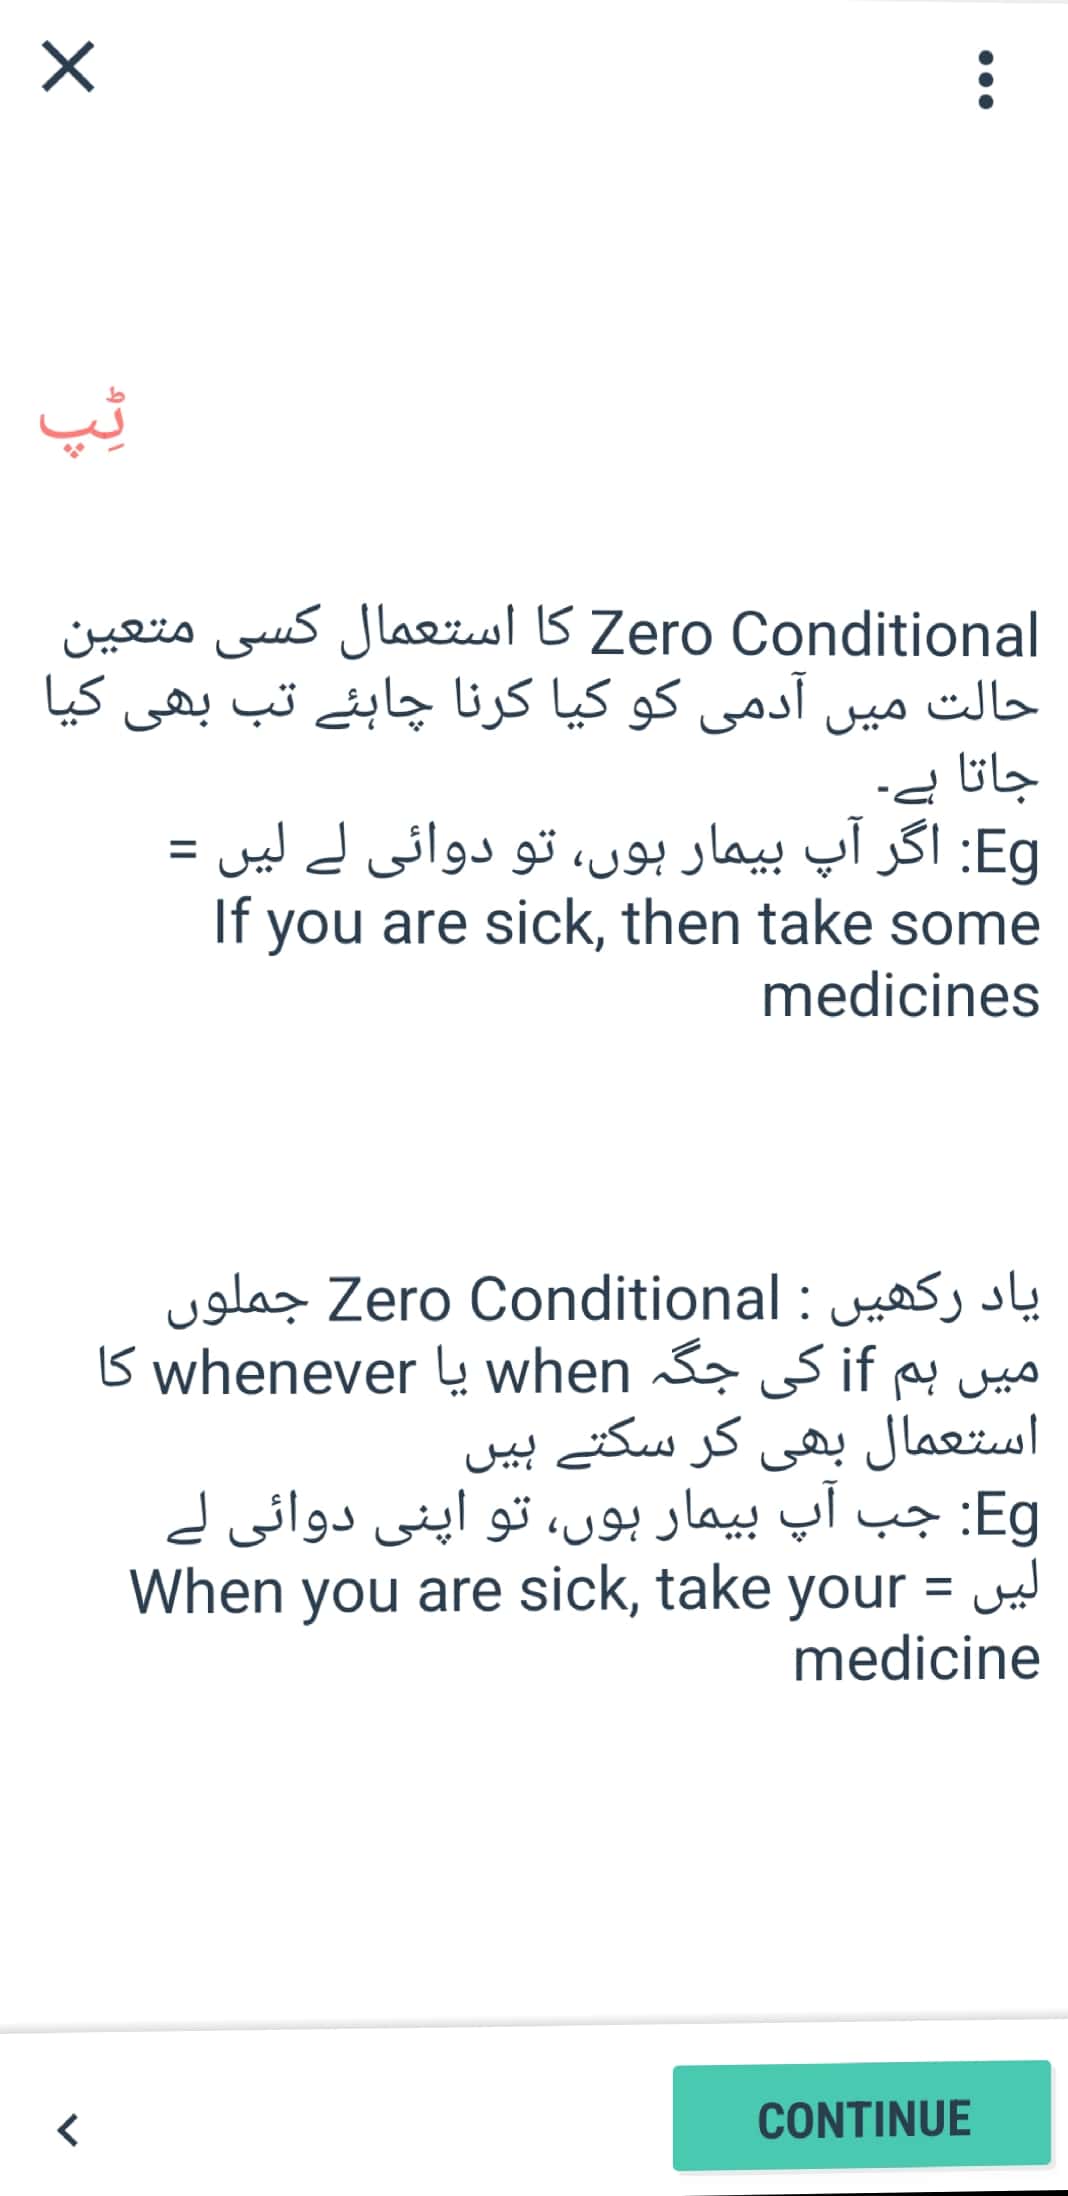 ٹِپ
Zero Conditional کا استعمال کسی متعین
حالت میں آدمی کو کیا کرنا چاہئے تب بھی کیا
جاتا ہے۔
Eg: اگر آپ بیمار ہوں، تو دوائی لے لیں =
If you are sick, then take some
medicines
یاد رکھیں : Zero Conditional جملوں
میں ہم if کی جگہ when یا whenever کا
استعمال بھی کر سکتے ہیں
Eg: جب آپ بیمار ہوں، تو اپنی دوائی لے
لیں = When you are sick, take your
medicine
CONTINUE